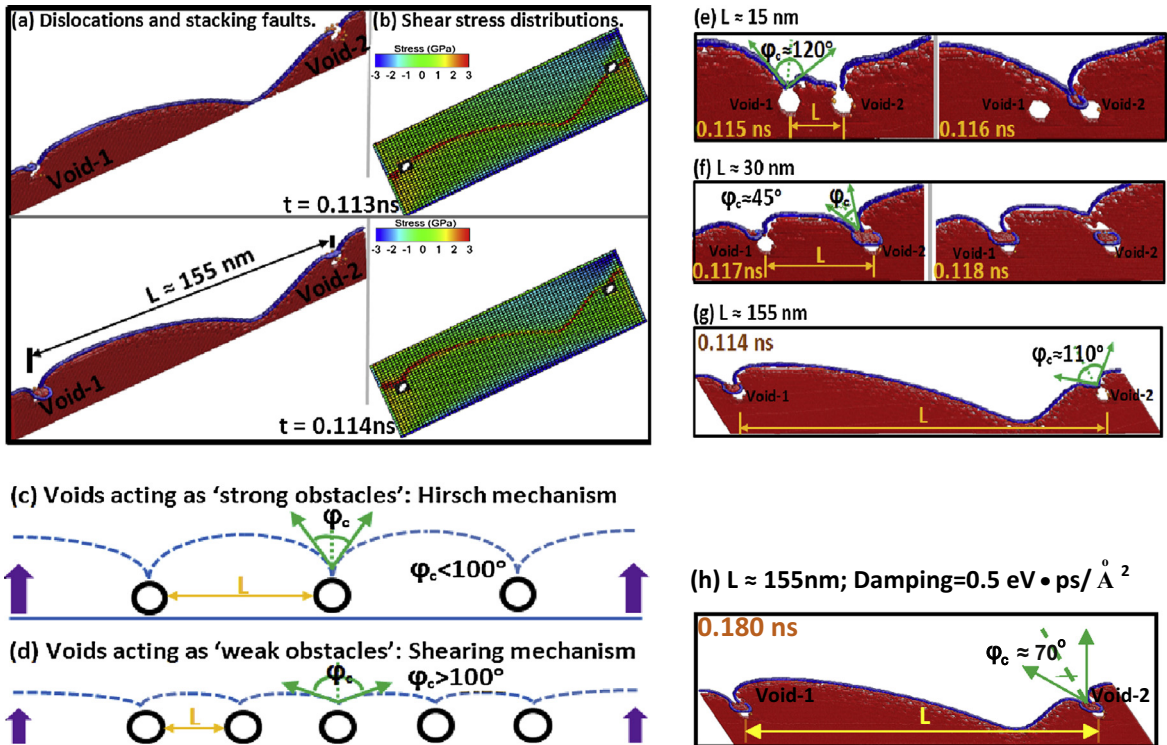 (a) Dislocations and stacking faults.
Void-2
Void-1
t = 0.113ns
(b) Shear stress distributions.
Stress (GPa)
-3 -2 -1 0 1 2 3
L ≈ 155 nm
Void-2
Void-1
t = 0.114ns
Stress (GPa)
-3 -2 -1 0 1 2 3
(c) Voids acting as ‘strong obstacles’: Hirsch mechanism
φc
φc<100°
L
(d) Voids acting as ‘weak obstacles’: Shearing mechanism
φc
φc>100°
L
(e) L ≈ 15 nm
φc≈120°
Void-1
Void-2
L
0.115 ns
Void-1
Void-2
0.116 ns
(f) L ≈ 30 nm
φc≈45°
φc
Void-1
Void-2
L
0.117ns
Void-1
Void-2
0.118 ns
(g) L ≈ 155 nm
0.114 ns
φc≈110°
Void-1
Void-2
L
(h) L ≈ 155nm; Damping=0.5 eV • ps/ Å ²
0.180 ns
φc ≈ 70°
Void-1
Void-2
L